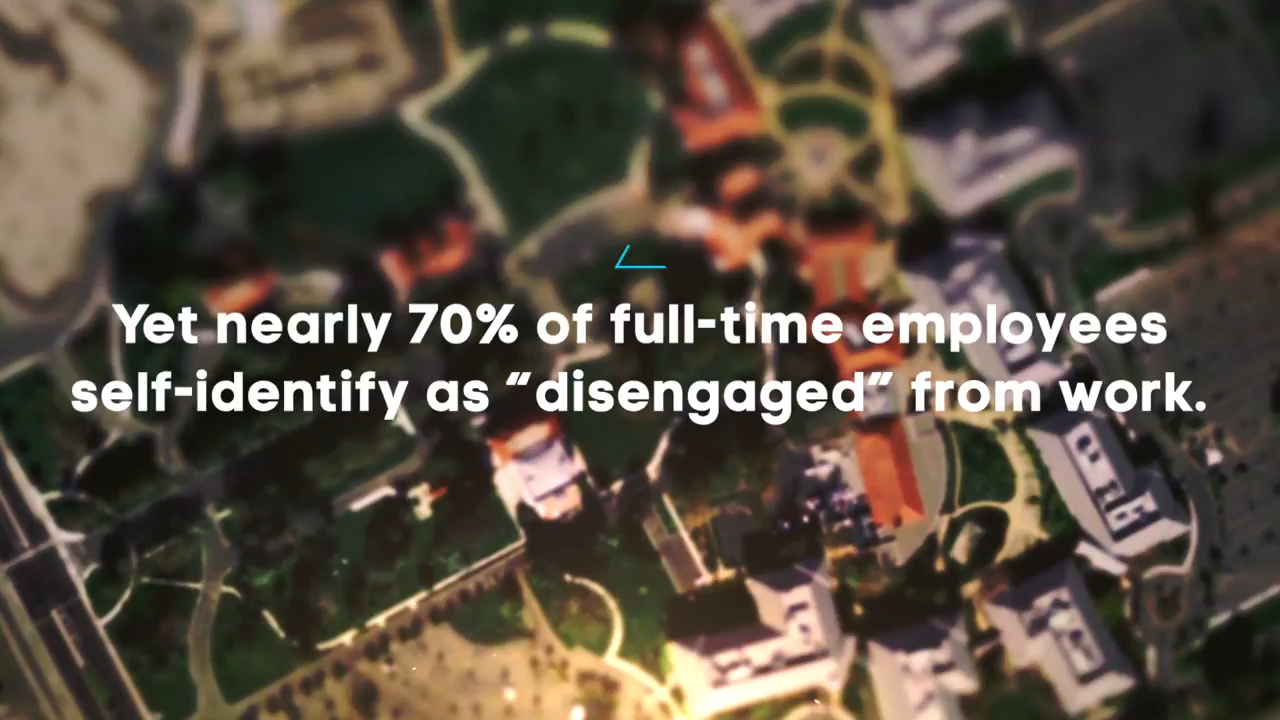 Yet nearly 70% of full-time employees
self-identify as “disengaged” from work.